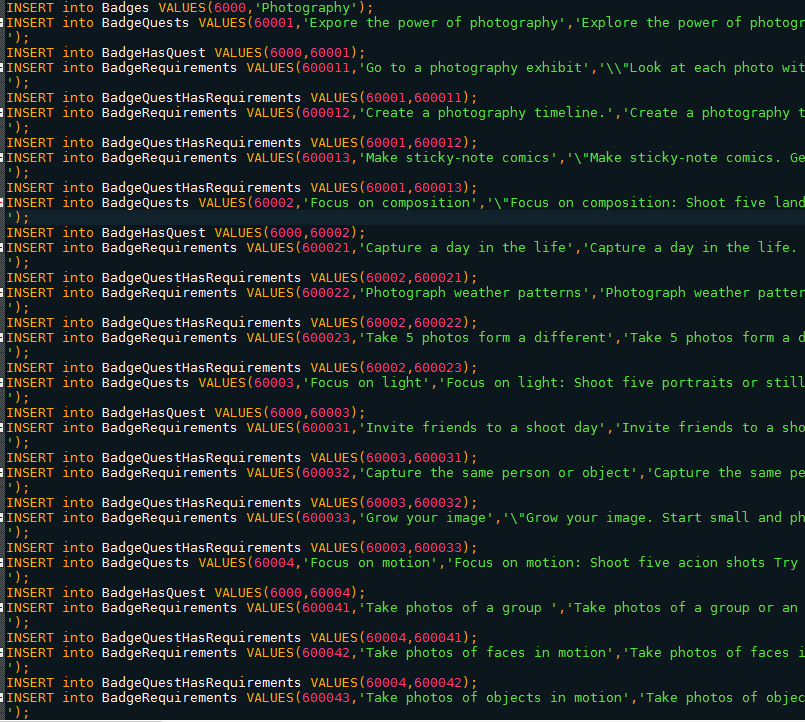 INSERT into Badges VALUES(6000,'Photography');
INSERT into BadgeQuests VALUES(60001,'Expore the power of photography','Explore the power of photogr
');
INSERT into BadgeHasQuest VALUES(6000,60001);
INSERT into BadgeRequirements VALUES(600011,'Go to a photography exhibit','\\"Look at each photo wit
');
INSERT into BadgeQuestHasRequirements VALUES(60001,600011);
INSERT into BadgeRequirements VALUES(600012,'Create a photography timeline.','Create a photography t
');
INSERT into BadgeQuestHasRequirements VALUES(60001,600012);
INSERT into BadgeRequirements VALUES(600013,'Make sticky-note comics','\"Make sticky-note comics. Ge
');
INSERT into BadgeQuestHasRequirements VALUES(60001,600013);
INSERT into BadgeQuests VALUES(60002,'Focus on composition','\"Focus on composition: Shoot five land
');
INSERT into BadgeHasQuest VALUES(6000,60002);
INSERT into BadgeRequirements VALUES(600021,'Capture a day in the life','Capture a day in the life.
');
INSERT into BadgeQuestHasRequirements VALUES(60002,600021);
INSERT into BadgeRequirements VALUES(600022,'Photograph weather patterns','Photograph weather patter
');
INSERT into BadgeQuestHasRequirements VALUES(60002,600022);
INSERT into BadgeRequirements VALUES(600023,'Take 5 photos form a different','Take 5 photos form a d
');
INSERT into BadgeQuestHasRequirements VALUES(60002,600023);
INSERT into BadgeQuests VALUES(60003,'Focus on light','Focus on light: Shoot five portraits or still
');
INSERT into BadgeHasQuest VALUES(6000,60003);
INSERT into BadgeRequirements VALUES(600031,'Invite friends to a shoot day','Invite friends to a sho
');
INSERT into BadgeQuestHasRequirements VALUES(60003,600031);
INSERT into BadgeRequirements VALUES(600032,'Capture the same person or object','Capture the same pe
');
INSERT into BadgeQuestHasRequirements VALUES(60003,600032);
INSERT into BadgeRequirements VALUES(600033,'Grow your image','\"Grow your image. Start small and ph
');
INSERT into BadgeQuestHasRequirements VALUES(60003,600033);
INSERT into BadgeQuests VALUES(60004,'Focus on motion','Focus on motion: Shoot five acion shots Try
');
INSERT into BadgeHasQuest VALUES(6000,60004);
INSERT into BadgeRequirements VALUES(600041,'Take photos of a group ','Take photos of a group or an
');
INSERT into BadgeQuestHasRequirements VALUES(60004,600041);
INSERT into BadgeRequirements VALUES(600042,'Take photos of faces in motion','Take photos of faces i
');
INSERT into BadgeQuestHasRequirements VALUES(60004,600042);
INSERT into BadgeRequirements VALUES(600043,'Take photos of objects in motion','Take photos of objec
');